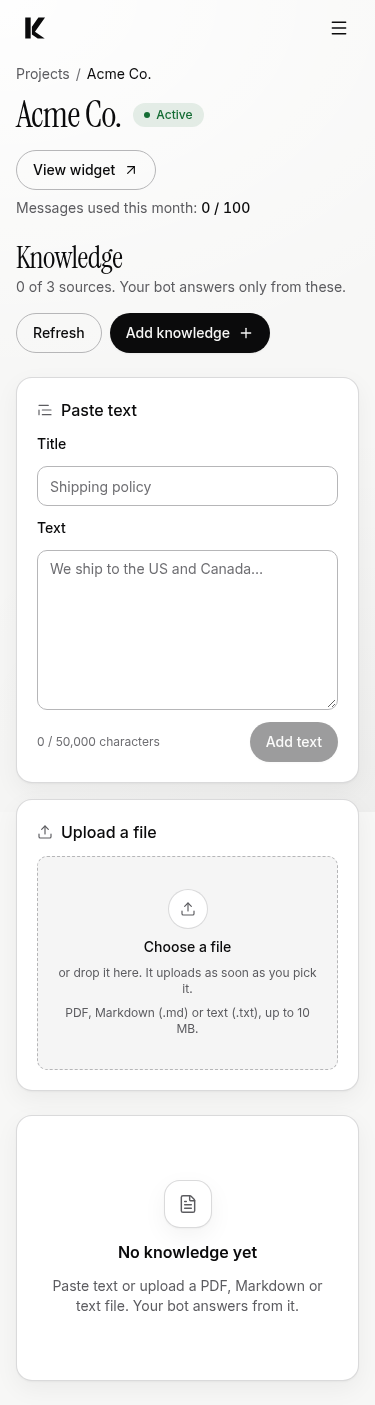 K
Projects / Acme Co.
Acme Co.
Active
View widget
Messages used this month: 0 / 100
Knowledge
0 of 3 sources. Your bot answers only from these.
Refresh
Add knowledge
Paste text
Title
Shipping policy
Text
We ship to the US and Canada...
0 / 50,000 characters
Add text
Upload a file
Choose a file
or drop it here. It uploads as soon as you pick
it.
PDF, Markdown (.md) or text (.txt), up to 10
MB.
No knowledge yet
Paste text or upload a PDF, Markdown or
text file. Your bot answers from it.